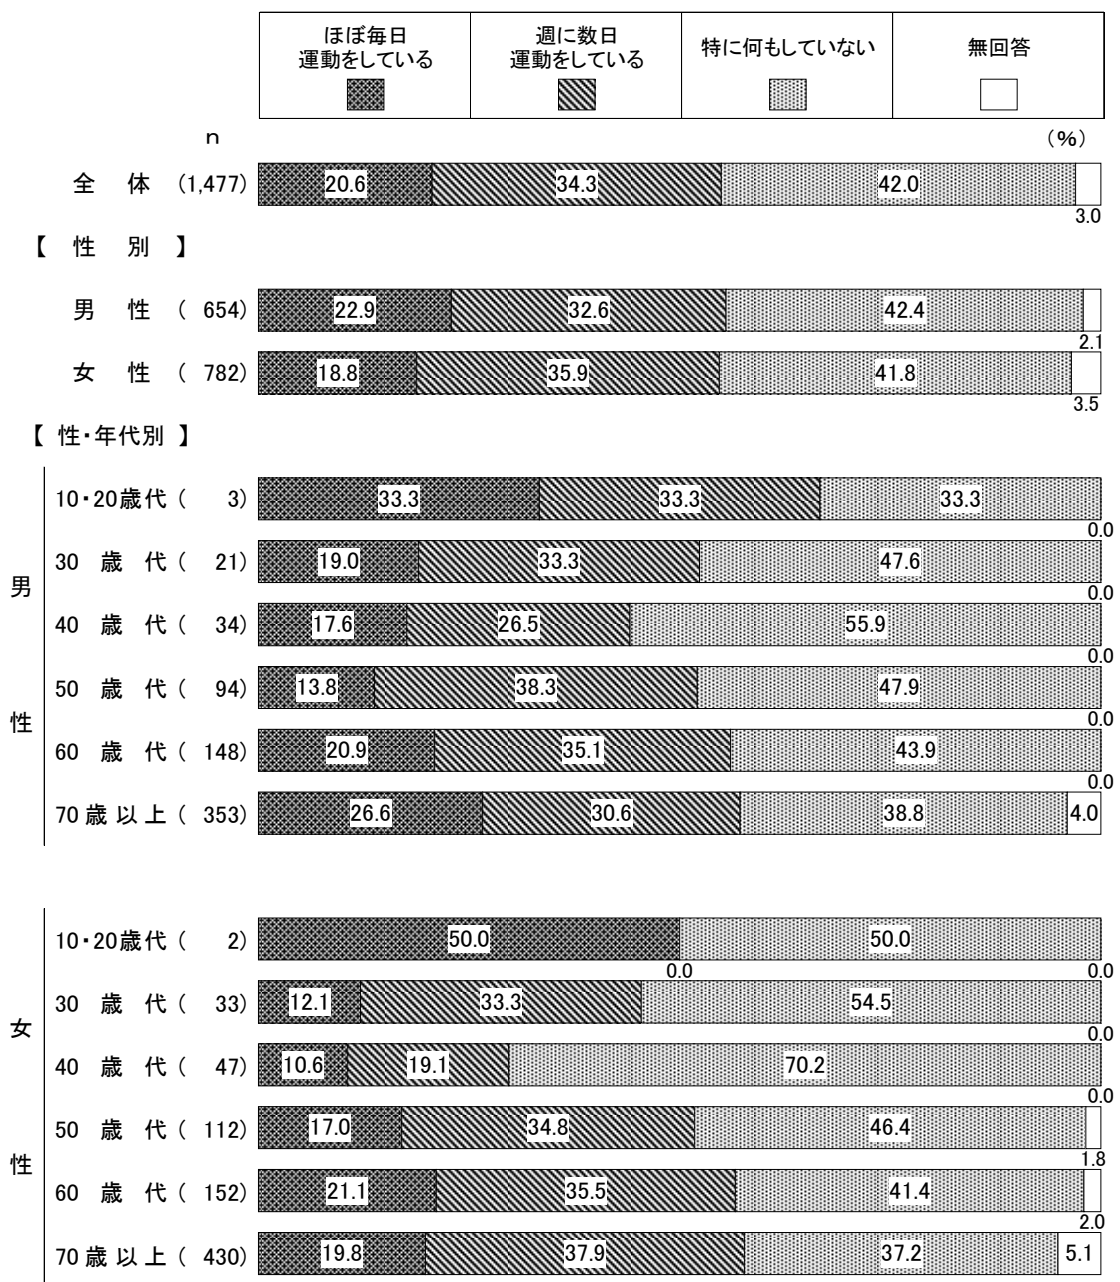 ほぼ毎日
運動をしている
週に数日
運動をしている
特に何もしていない
無回答
n
(%)
全 体 (1,477) 20.6 34.3 42.0 3.0
【 性 別 】
男 性 ( 654) 22.9 32.6 42.4 2.1
女 性 ( 782) 18.8 35.9 41.8 3.5
【 性・年代別 】
男性
10・20歳代 ( 3) 33.3 33.3 33.3 0.0
30 歳 代 ( 21) 19.0 33.3 47.6 0.0
40 歳 代 ( 34) 17.6 26.5 55.9 0.0
50 歳 代 ( 94) 13.8 38.3 47.9 0.0
60 歳 代 ( 148) 20.9 35.1 43.9 0.0
70 歳 以 上 ( 353) 26.6 30.6 38.8 4.0
女性
10・20歳代 ( 2) 50.0 0.0 50.0 0.0
30 歳 代 ( 33) 12.1 33.3 54.5 0.0
40 歳 代 ( 47) 10.6 19.1 70.2 0.0
50 歳 代 ( 112) 17.0 34.8 46.4 1.8
60 歳 代 ( 152) 21.1 35.5 41.4 2.0
70 歳 以 上 ( 430) 19.8 37.9 37.2 5.1